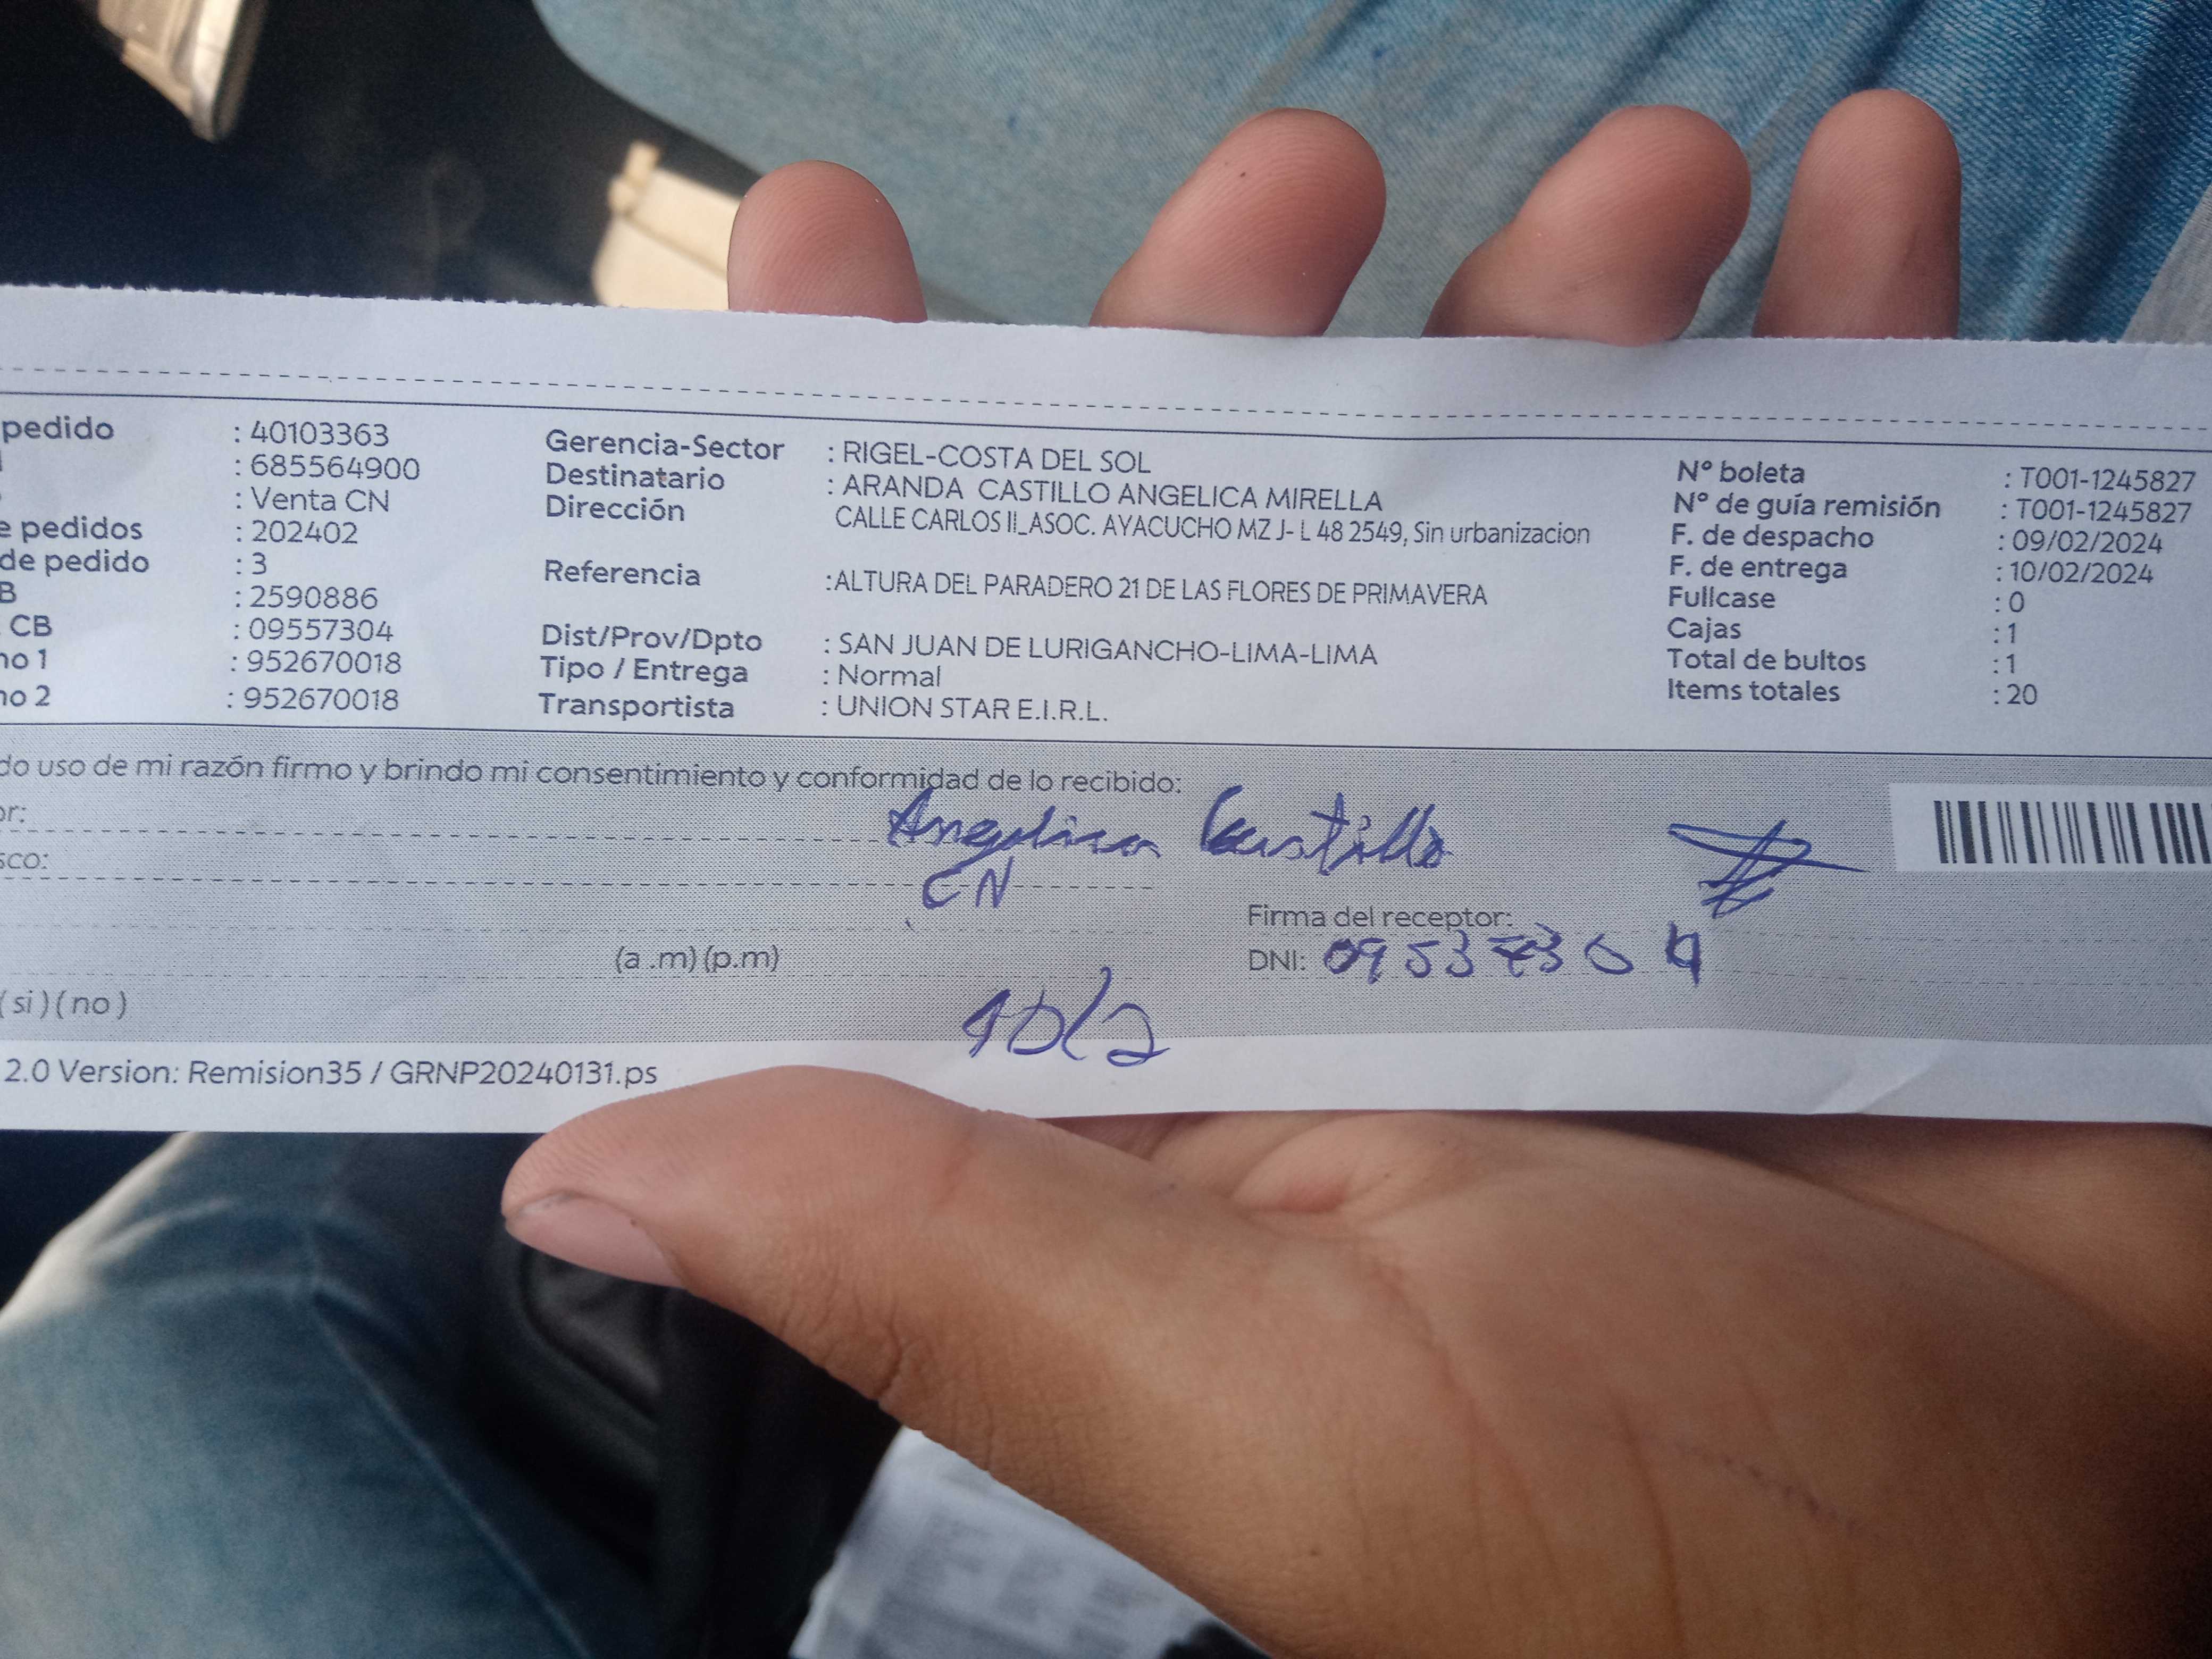 pedido : 40103363
: 685564900
: Venta CN
e pedidos : 202402
de pedido : 3
B : 2590886
. CB : 09557304
no 1 : 952670018
no 2 : 952670018
Gerencia-Sector : RIGEL-COSTA DEL SOL
Destinatario : ARANDA CASTILLO ANGELICA MIRELLA
Dirección CALLE CARLOS II_ASOC. AYACUCHO MZ J- L 48 2549, Sin urbanizacion
Referencia :ALTURA DEL PARADERO 21 DE LAS FLORES DE PRIMAVERA
Dist/Prov/Dpto : SAN JUAN DE LURIGANCHO-LIMA-LIMA
Tipo / Entrega : Normal
Transportista : UNION STAR E.I.R.L.
N° boleta : T001-1245827
N° de guía remisión : T001-1245827
F. de despacho : 09/02/2024
F. de entrega : 10/02/2024
Fullcase : 0
Cajas : 1
Total de bultos : 1
Items totales : 20
do uso de mi razón firmo y brindo mi consentimiento y conformidad de lo recibido:
or: Angelica Castillo
sco: CN
Firma del receptor:
(a .m) (p.m) DNI:
( si ) ( no ) 10/2
2.0 Version: Remision35 / GRNP20240131.ps